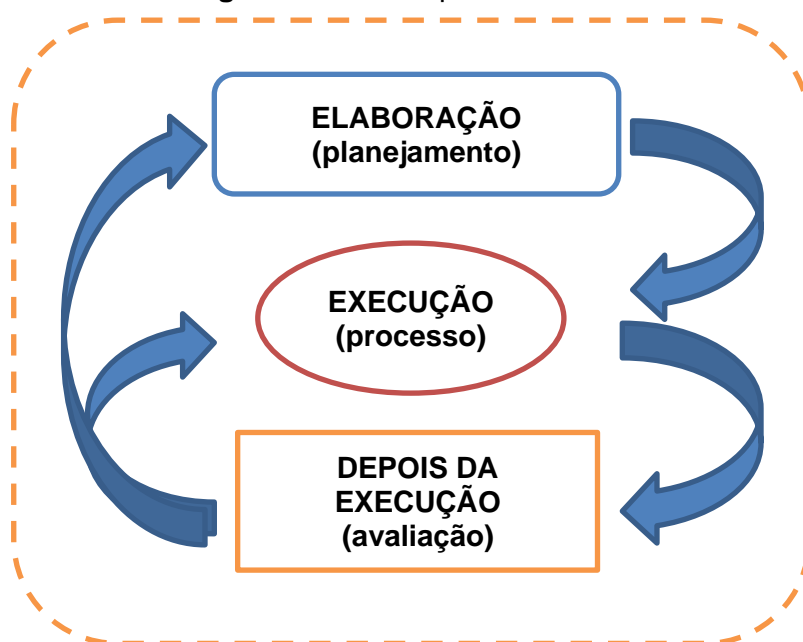 ELABORAÇÃO
(planejamento)
EXECUÇÃO
(processo)
DEPOIS DA
EXECUÇÃO
(avaliação)